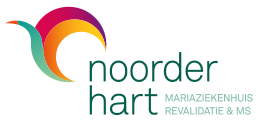 noorder
hart MARIAZIEKENHUIS
REVALIDATIE & MS